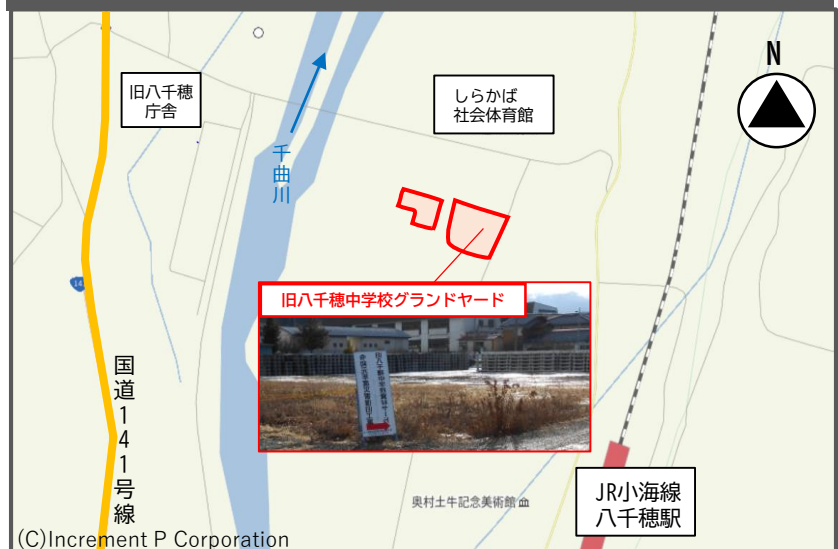 旧八千穂
庁舎
しらかば
社会体育館
N
千曲川
14
旧八千穂中学校グランドヤード
国道141号線
奥村土牛記念美術館
JR小海線
八千穂駅
(C)Increment P Corporation